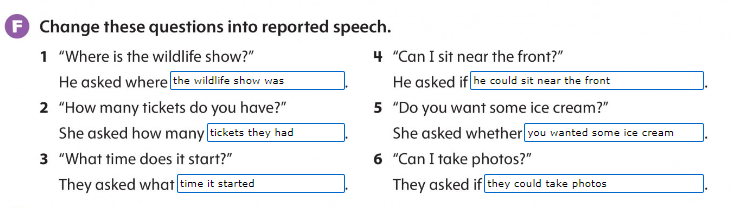 F Change these questions into reported speech.
1 “Where is the wildlife show?”
He asked where the wildlife show was.
2 “How many tickets do you have?”
She asked how many tickets they had.
3 “What time does it start?”
They asked what time it started.
4 “Can I sit near the front?”
He asked if he could sit near the front.
5 “Do you want some ice cream?”
She asked whether you wanted some ice cream.
6 “Can I take photos?”
They asked if they could take photos.